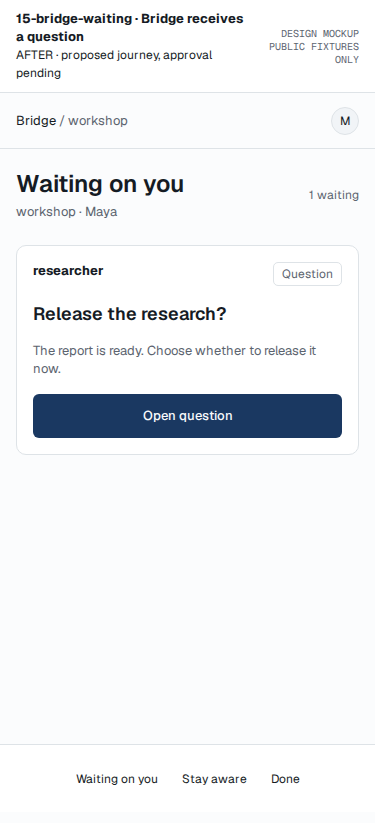 15-bridge-waiting · Bridge receives
a question
AFTER · proposed journey, approval
pending
DESIGN MOCKUP
PUBLIC FIXTURES
ONLY
Bridge / workshop
M
Waiting on you
workshop · Maya
1 waiting
researcher
Question
Release the research?
The report is ready. Choose whether to release it
now.
Open question
Waiting on you
Stay aware
Done